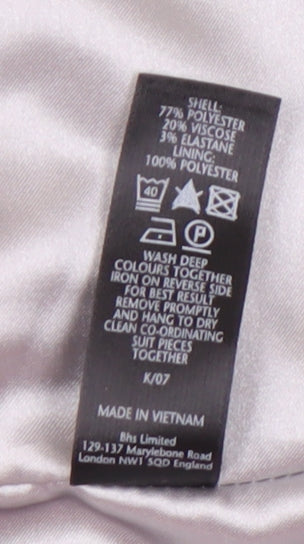 SHELL:
77% POLYESTER
20% VISCOSE
3% ELASTANE
LINING:
100% POLYESTER
40
P
WASH DEEP
COLOURS TOGETHER
IRON ON REVERSE SIDE
FOR BEST RESULT
REMOVE PROMPTLY
AND HANG TO DRY
CLEAN CO-ORDINATING
SUIT PIECES
TOGETHER
K/07
MADE IN VIETNAM
Bhs Limited
129-137 Marylebone Road
London NW1 5QD England